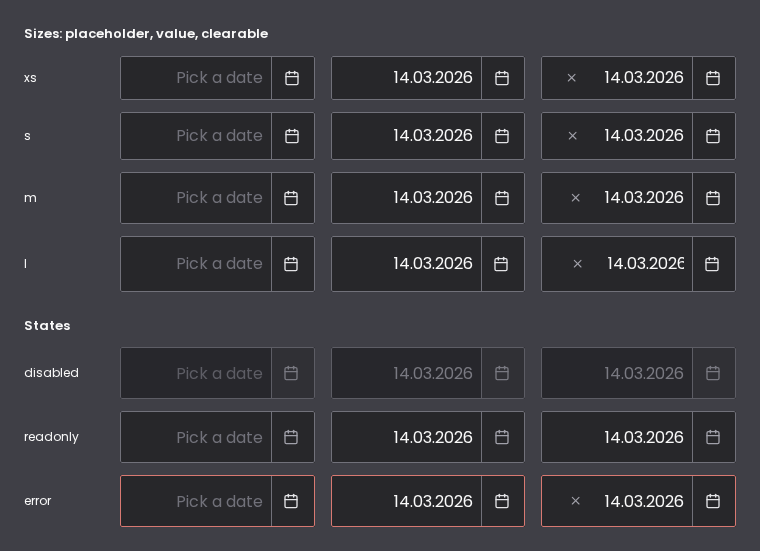 Sizes: placeholder, value, clearable
xs Pick a date 14.03.2026 14.03.2026
s Pick a date 14.03.2026 14.03.2026
m Pick a date 14.03.2026 14.03.2026
l Pick a date 14.03.2026 14.03.2026
States
disabled Pick a date 14.03.2026 14.03.2026
readonly Pick a date 14.03.2026 14.03.2026
error Pick a date 14.03.2026 14.03.2026